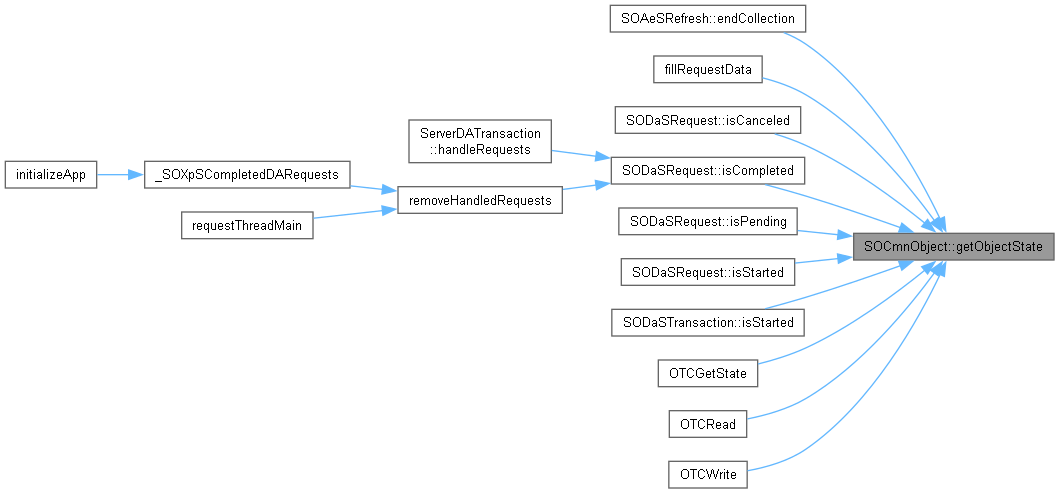 SOAeSRefresh::endCollection
fillRequestData
SODaSRequest::isCanceled
ServerDATransaction
::handleRequests
SODaSRequest::isCompleted
initializeApp
_SOXpSCompletedDARequests
removeHandledRequests
requestThreadMain
SODaSRequest::isPending
SOCmnObject::getObjectState
SODaSRequest::isStarted
SODaSTransaction::isStarted
OTCGetState
OTCRead
OTCWrite